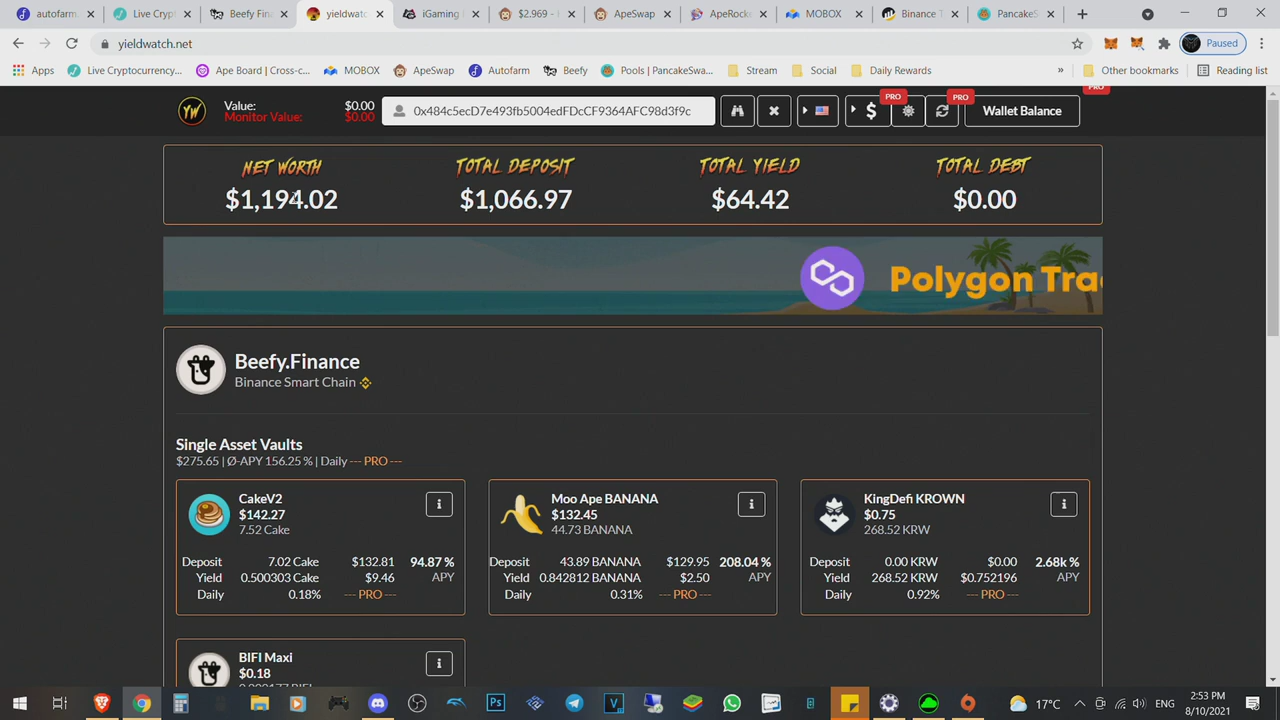 autofarm
Live Crypt
Beefy Fina
yieldwatc
iGaming
$2.969 -
ApeSwap
ApeRock
MOBOX
Binance T
PancakeS
yieldwatch.net
Paused
Apps
Live Cryptocurrency...
Ape Board | Cross-c...
MOBOX
ApeSwap
Autofarm
Beefy
Pools | PancakeSwa...
Stream
Social
Daily Rewards
»
Other bookmarks
Reading list
YW
Value: $0.00
Monitor Value: $0.00
0x484c5ecD7e493fb5004edFDcCF9364AFC98d3f9c
$
PRO
PRO
Wallet Balance
PRO
NET WORTH
$1,194.02
TOTAL DEPOSIT
$1,066.97
TOTAL YIELD
$64.42
TOTAL DEBT
$0.00
Polygon Tra
Beefy.Finance
Binance Smart Chain
Single Asset Vaults
$275.65 | Ø-APY 156.25 % | Daily --- PRO ---
CakeV2
$142.27
7.52 Cake
Deposit 7.02 Cake $132.81 94.87 %
Yield 0.500303 Cake $9.46 APY
Daily 0.18% --- PRO ---
Moo Ape BANANA
$132.45
44.73 BANANA
Deposit 43.89 BANANA $129.95 208.04 %
Yield 0.842812 BANANA $2.50 APY
Daily 0.31% --- PRO ---
KingDefi KROWN
$0.75
268.52 KRW
Deposit 0.00 KRW $0.00 2.68k %
Yield 268.52 KRW $0.752196 APY
Daily 0.92% --- PRO ---
BIFI Maxi
$0.18
17°C
ENG
2:53 PM
8/10/2021